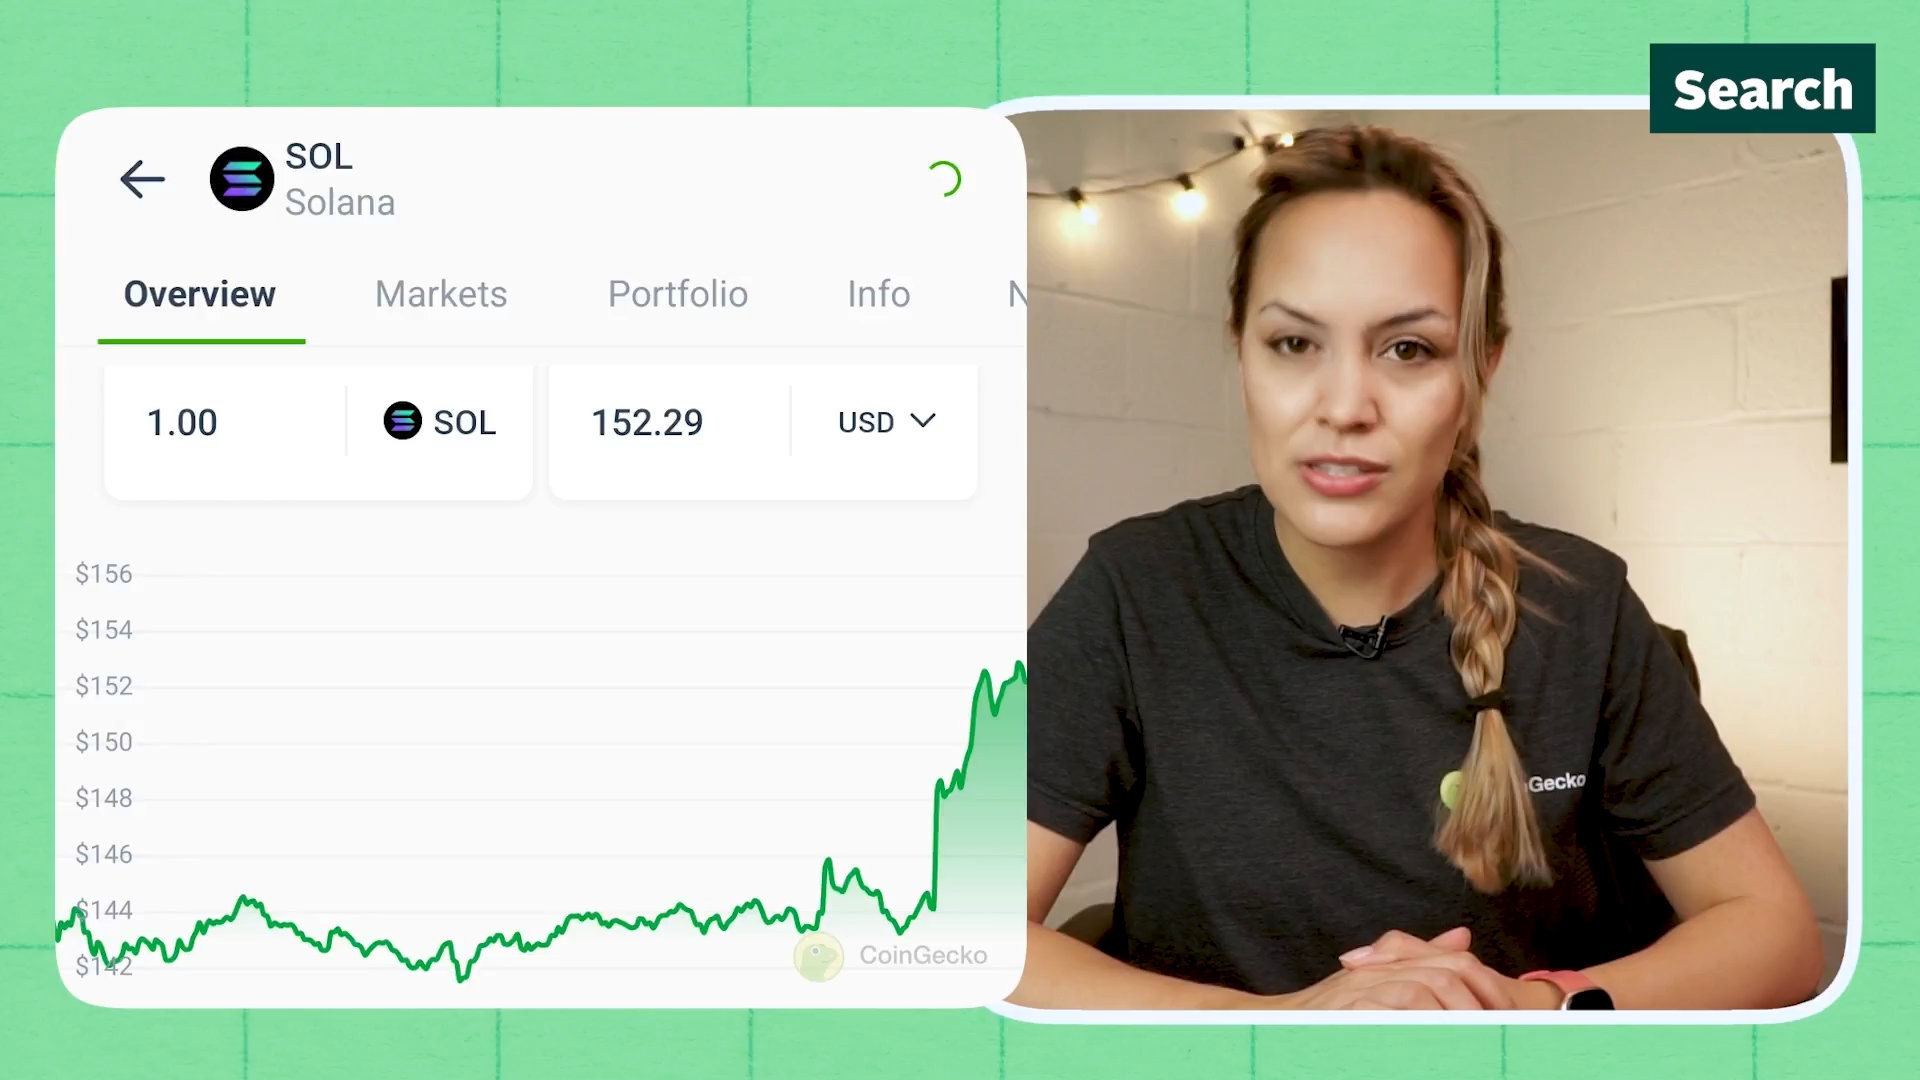 Search
SOL
Solana
Overview Markets Portfolio Info N
1.00 SOL 152.29 USD
$156
$154
$152
$150
$148
$146
$144
$142
CoinGecko
Gecko